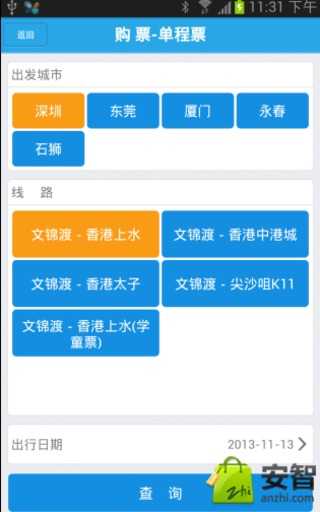 11:31 下午
返回
购 票-单程票
出发城市
深圳 东莞 厦门 永春
石狮
线 路
文锦渡 - 香港上水 文锦渡 - 香港中港城
文锦渡 - 香港太子 文锦渡 - 尖沙咀K11
文锦渡 - 香港上水(学
童票)
出行日期 2013-11-13
查 询
zhi 安智
anzhi.com